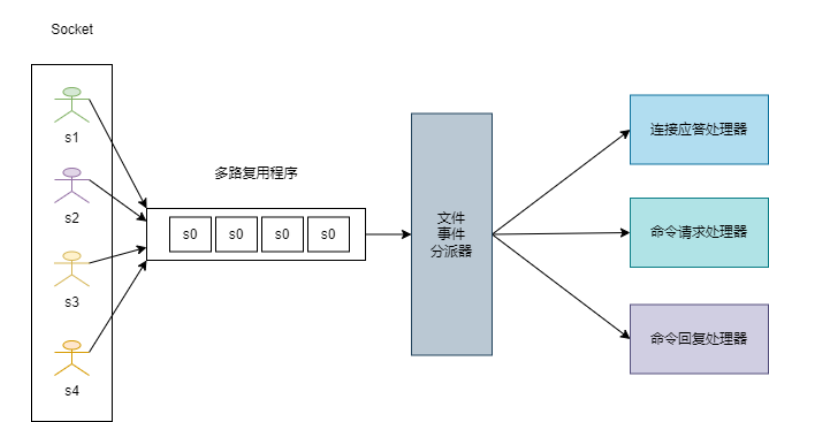 Socket
s1
s2
s3
s4
多路复用程序
s0 s0 s0 s0
文件
事件
分派器
连接应答处理器
命令请求处理器
命令回复处理器